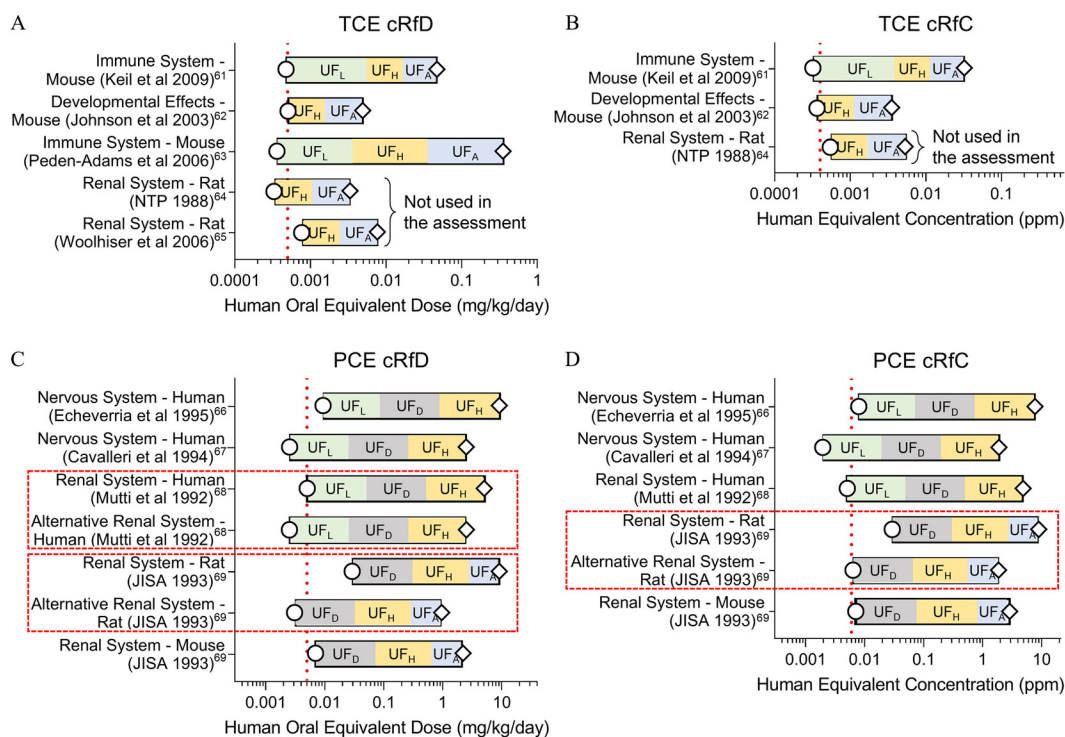 A
TCE cRfD
Immune System -
Mouse (Keil et al 2009)61
UFL UFH UFA
Developmental Effects -
Mouse (Johnson et al 2003)62
UFH UFA
Immune System - Mouse
(Peden-Adams et al 2006)63
UFL UFH UFA
Renal System - Rat
(NTP 1988)64
UFH UFA
Renal System - Rat
(Woolhiser et al 2006)65
UFH UFA
Not used in
the assessment
0.0001 0.001 0.01 0.1 1
Human Oral Equivalent Dose (mg/kg/day)
B
TCE cRfC
Immune System -
Mouse (Keil et al 2009)61
UFL UFH UFA
Developmental Effects -
Mouse (Johnson et al 2003)62
UFH UFA
Renal System - Rat
(NTP 1988)64
UFH UFA
Not used in
the assessment
0.0001 0.001 0.01 0.1
Human Equivalent Concentration (ppm)
C
PCE cRfD
Nervous System - Human
(Echeverria et al 1995)66
UFL UFD UFH
Nervous System - Human
(Cavalleri et al 1994)67
UFL UFD UFH
Renal System - Human
(Mutti et al 1992)68
UFL UFD UFH
Alternative Renal System -
Human (Mutti et al 1992)68
UFL UFD UFH
Renal System - Rat
(JISA 1993)69
UFD UFH UFA
Alternative Renal System -
Rat (JISA 1993)69
UFD UFH UFA
Renal System - Mouse
(JISA 1993)69
UFD UFH UFA
0.001 0.01 0.1 1 10
Human Oral Equivalent Dose (mg/kg/day)
D
PCE cRfC
Nervous System - Human
(Echeverria et al 1995)66
UFL UFD UFH
Nervous System - Human
(Cavalleri et al 1994)67
UFL UFD UFH
Renal System - Human
(Mutti et al 1992)68
UFL UFD UFH
Renal System - Rat
(JISA 1993)69
UFD UFH UFA
Alternative Renal System -
Rat (JISA 1993)69
UFD UFH UFA
Renal System - Mouse
(JISA 1993)69
UFD UFH UFA
0.001 0.01 0.1 1 10
Human Equivalent Concentration (ppm)